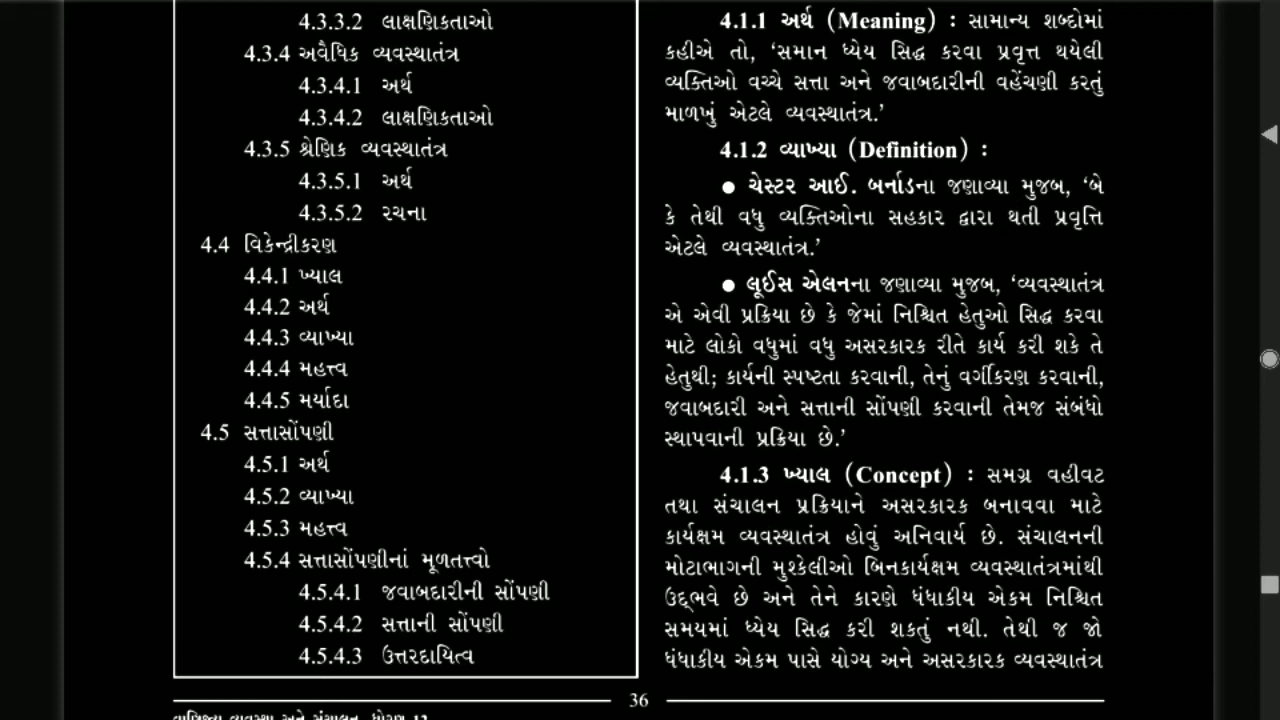 4.3.3.2 લાક્ષણિકતાઓ
4.3.4 અવૈધિક વ્યવસ્થાતંત્ર
4.3.4.1 અર્થ
4.3.4.2 લાક્ષણિકતાઓ
4.3.5 શ્રેણિક વ્યવસ્થાતંત્ર
4.3.5.1 અર્થ
4.3.5.2 રચના
4.4 વિકેન્દ્રીકરણ
4.4.1 ખ્યાલ
4.4.2 અર્થ
4.4.3 વ્યાખ્યા
4.4.4 મહત્ત્વ
4.4.5 મર્યાદા
4.5 સત્તાસોંપણી
4.5.1 અર્થ
4.5.2 વ્યાખ્યા
4.5.3 મહત્ત્વ
4.5.4 સત્તાસોંપણીનાં મૂળતત્ત્વો
4.5.4.1 જવાબદારીની સોંપણી
4.5.4.2 સત્તાની સોંપણી
4.5.4.3 ઉત્તરદાયિત્વ
4.1.1 અર્થ (Meaning) : સામાન્ય શબ્દોમાં
કહીએ તો, ‘સમાન ધ્યેય સિદ્ધ કરવા પ્રવૃત્ત થયેલી
વ્યક્તિઓ વચ્ચે સત્તા અને જવાબદારીની વહેંચણી કરતું
માળખું એટલે વ્યવસ્થાતંત્ર.’
4.1.2 વ્યાખ્યા (Definition) :
● ચેસ્ટર આઈ. બર્નાડના જણાવ્યા મુજબ, ‘બે
કે તેથી વધુ વ્યક્તિઓના સહકાર દ્વારા થતી પ્રવૃત્તિ
એટલે વ્યવસ્થાતંત્ર.’
● લૂઈસ એલનના જણાવ્યા મુજબ, ‘વ્યવસ્થાતંત્ર
એ એવી પ્રક્રિયા છે કે જેમાં નિશ્ચિત હેતુઓ સિદ્ધ કરવા
માટે લોકો વધુમાં વધુ અસરકારક રીતે કાર્ય કરી શકે તે
હેતુથી; કાર્યની સ્પષ્ટતા કરવાની, તેનું વર્ગીકરણ કરવાની,
જવાબદારી અને સત્તાની સોંપણી કરવાની તેમજ સંબંધો
સ્થાપવાની પ્રક્રિયા છે.’
4.1.3 ખ્યાલ (Concept) : સમગ્ર વહીવટ
તથા સંચાલન પ્રક્રિયાને અસરકારક બનાવવા માટે
કાર્યક્ષમ વ્યવસ્થાતંત્ર હોવું અનિવાર્ય છે. સંચાલનની
મોટાભાગની મુશ્કેલીઓ બિનકાર્યક્ષમ વ્યવસ્થાતંત્રમાંથી
ઉદ્ભવે છે અને તેને કારણે ધંધાકીય એકમ નિશ્ચિત
સમયમાં ધ્યેય સિદ્ધ કરી શકતું નથી. તેથી જ જો
ધંધાકીય એકમ પાસે યોગ્ય અને અસરકારક વ્યવસ્થાતંત્ર
36
વાણિજ્ય વ્યવસ્થા અને સંચાલન, ધોરણ 12